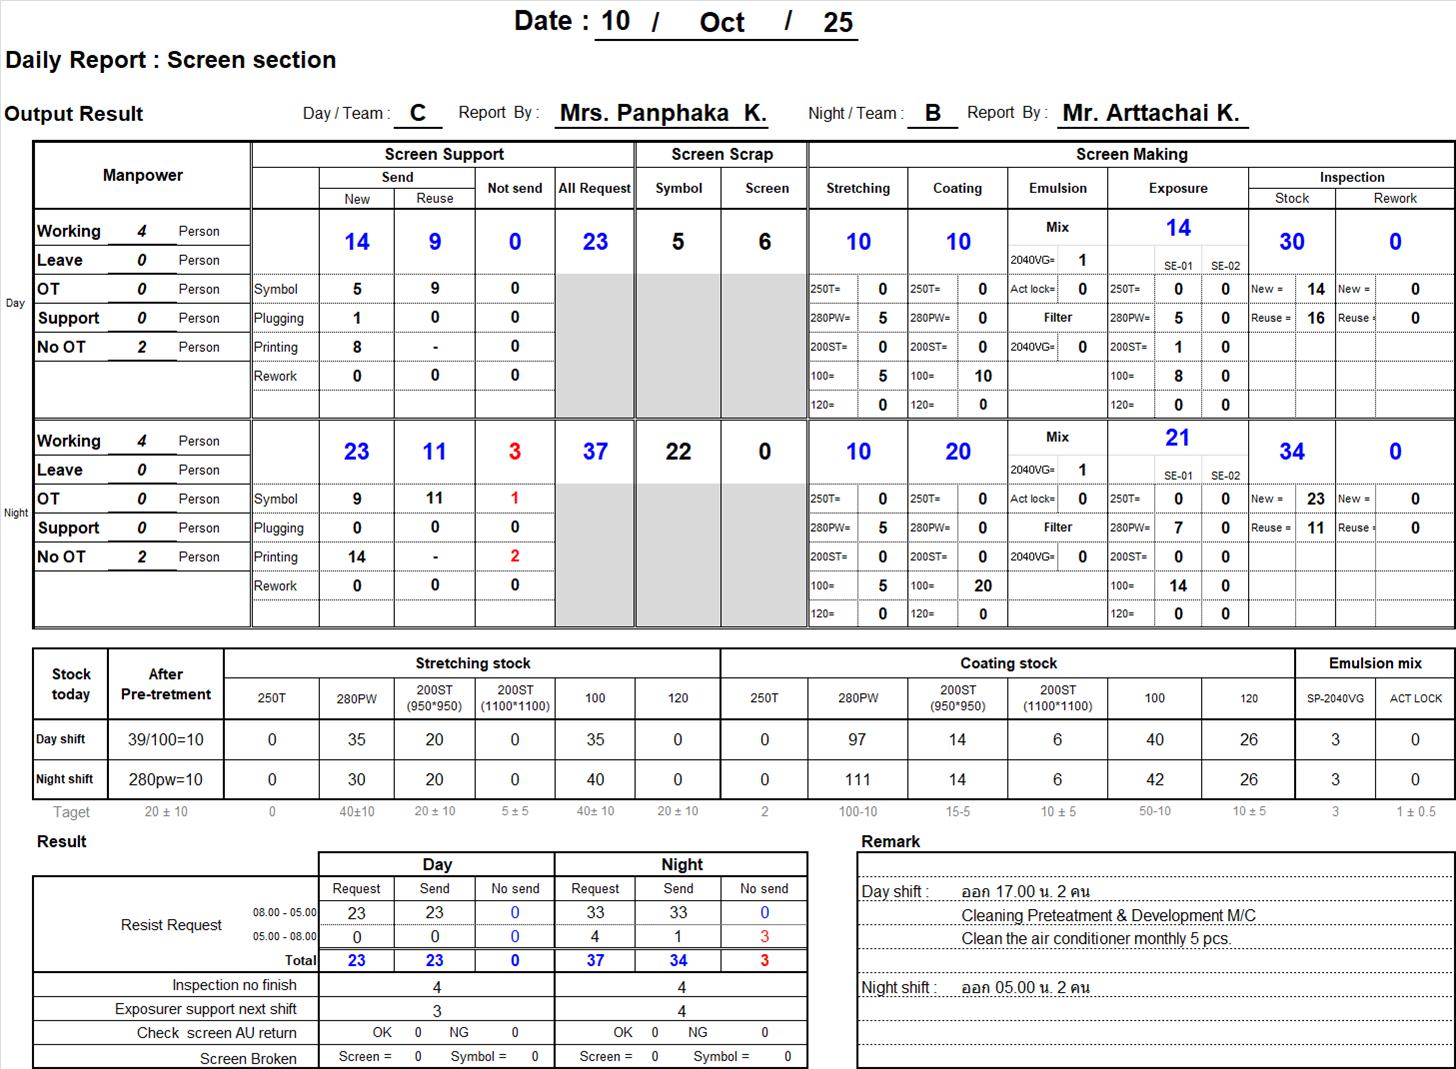 Date : 10 / Oct / 25
Daily Report : Screen section
Output Result Day / Team : C Report By : Mrs. Panphaka K. Night / Team : B Report By : Mr. Arttachai K.
Manpower Screen Support Screen Scrap Screen Making
Send Not send All Request Symbol Screen Stretching Coating Emulsion Exposure Inspection
New Reuse Stock Rework
Day
Working 4 Person 14 9 0 23 5 6 10 10 Mix 14 30 0
Leave 0 Person 2040VG= 1 SE-01 SE-02
OT 0 Person Symbol 5 9 0 250T= 0 250T= 0 Act lock= 0 250T= 0 0 New = 14 New = 0
Support 0 Person Plugging 1 0 0 280PW= 5 280PW= 0 Filter 280PW= 5 0 Reuse = 16 Reuse = 0
No OT 2 Person Printing 8 - 0 200ST= 0 200ST= 0 2040VG= 0 200ST= 1 0
Rework 0 0 0 100= 5 100= 10 100= 8 0
120= 0 120= 0 120= 0 0
Night
Working 4 Person 23 11 3 37 22 0 10 20 Mix 21 34 0
Leave 0 Person 2040VG= 1 SE-01 SE-02
OT 0 Person Symbol 9 11 1 250T= 0 250T= 0 Act lock= 0 250T= 0 0 New = 23 New = 0
Support 0 Person Plugging 0 0 0 280PW= 5 280PW= 0 Filter 280PW= 7 0 Reuse = 11 Reuse = 0
No OT 2 Person Printing 14 - 2 200ST= 0 200ST= 0 2040VG= 0 200ST= 0 0
Rework 0 0 0 100= 5 100= 20 100= 14 0
120= 0 120= 0 120= 0 0
Stock today After Pre-tretment Stretching stock Coating stock Emulsion mix
250T 280PW 200ST (950*950) 200ST (1100*1100) 100 120 250T 280PW 200ST (950*950) 200ST (1100*1100) 100 120 SP-2040VG ACT LOCK
Day shift 39/100=10 0 35 20 0 35 0 0 97 14 6 40 26 3 0
Night shift 280pw=10 0 30 20 0 40 0 0 111 14 6 42 26 3 0
Taget 20 ± 10 0 40±10 20 ± 10 5 ± 5 40± 10 20 ± 10 2 100-10 15-5 10 ± 5 50-10 10 ± 5 3 1 ± 0.5
Result
Day Night
Request Send No send Request Send No send
Resist Request
08.00 - 05.00 23 23 0 33 33 0
05.00 - 08.00 0 0 0 4 1 3
Total 23 23 0 37 34 3
Inspection no finish 4 4
Exposurer support next shift 3 4
Check screen AU return OK 0 NG 0 OK 0 NG 0
Screen Broken Screen = 0 Symbol = 0 Screen = 0 Symbol = 0
Remark
Day shift : ออก 17.00 น. 2 คน
Cleaning Preteatment & Development M/C
Clean the air conditioner monthly 5 pcs.
Night shift : ออก 05.00 น. 2 คน